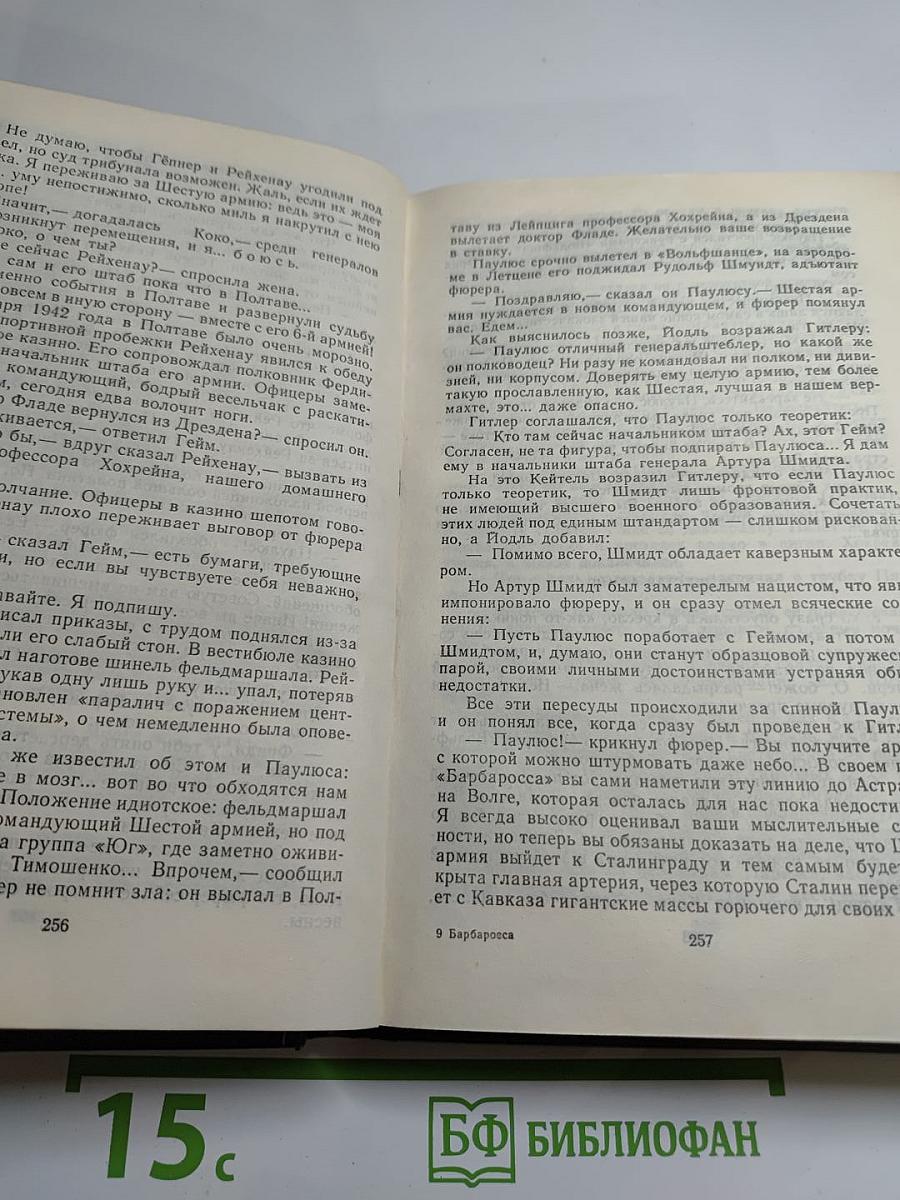 Не думаю, чтобы Гёпнер и Рейхенау угодили под
ел, но суд трибунала возможен. Жаль, если их ждет
ка. Я переживаю за Шестую армию: ведь это — моя
. уму непостижимо, сколько миль я накрутил с нею
опе!
Значит,— догадалась Коко,— среди генералов
озникнут перемещения, и я... б о ю с ь.
око, о чем ты?
е сейчас Рейхенау?— спросила жена.
сам и его штаб пока что в Полтаве...
менно события в Полтаве и развернули судьбу
овсем в иную сторону — вместе с его 6-й армией!
аря 1942 года в Полтаве было очень морозно.
портивной пробежки Рейхенау явился к обеду
ое казино. Его сопровождал полковник Ферди-
начальник штаба его армии. Офицеры заме-
командующий, бодрый весельчак с раскати-
м, сегодня едва волочит ноги.
р Фладе вернулся из Дрездена?— спросил он.
живается,— ответил Гейм.
о бы,— вдруг сказал Рейхенау,— вызвать из
рофессора Хохрейна, нашего домашнего
олчание. Офицеры в казино шепотом гово-
енау плохо переживает выговор от фюрера
сказал Гейм,— есть бумаги, требующие
и, но если вы чувствуете себя неважно,
авайте. Я подпишу.
исал приказы, с трудом поднялся из-за
ли его слабый стон. В вестибюле казино
л наготове шинель фельдмаршала. Рей-
укав одну лишь руку и... упал, потеряв
ановлен «паралич с поражением цент-
стемы», о чем немедленно была опове-
а.
же известил об этом и Паулюса:
е в мозг... вот во что обходятся нам
Положение идиотское: фельдмаршал
омандующий Шестой армией, но под
а группа «Юг», где заметно оживи-
Тимошенко... Впрочем,— сообщил
ер не помнит зла: он выслал в Пол-
256
таву из Лейпцига профессора Хохрейна, а из Дрездена
вылетает доктор Фладе. Желательно ваше возвращение
в ставку.
Паулюс срочно вылетел в «Вольфшанце», на аэродро-
ме в Летцене его поджидал Рудольф Шмундт, адъютант
фюрера.
— Поздравляю,— сказал он Паулюсу.— Шестая ар-
мия нуждается в новом командующем, и фюрер помянул
вас. Едем...
Как выяснилось позже, Йодль возражал Гитлеру:
— Паулюс отличный генеральштеблер, но какой же
он полководец? Ни разу не командовал ни полком, ни диви-
зией, ни корпусом. Доверять ему целую армию, тем более
такую прославленную, как Шестая, лучшая в нашем вер-
махте, это... даже опасно.
Гитлер соглашался, что Паулюс только теоретик:
— Кто там сейчас начальником штаба? Ах, этот Гейм?
Согласен, не та фигура, чтобы подпирать Паулюса... Я дам
ему в начальники штаба генерала Артура Шмидта.
На это Кейтель возразил Гитлеру, что если Паулюс
только теоретик, то Шмидт лишь фронтовой практик,
не имеющий высшего военного образования. Сочетать
этих людей под единым штандартом — слишком рискован-
но, а Йодль добавил:
— Помимо всего, Шмидт обладает каверзным характе-
ром.
Но Артур Шмидт был заматерелым нацистом, что яв
импонировало фюреру, и он сразу отмел всяческие со
нения:
— Пусть Паулюс поработает с Геймом, а потом
Шмидтом, и, думаю, они станут образцовой супружес
парой, своими личными достоинствами устраняя об
недостатки.
Все эти пересуды происходили за спиной Паул
и он понял все, когда сразу был проведен к Гитл
— Паулюс!— крикнул фюрер.— Вы получите ар
с которой можно штурмовать даже небо... В своем
«Барбаросса» вы сами наметили эту линию до Астра
на Волге, которая осталась для нас пока недости
Я всегда высоко оценивал ваши мыслительные с
ности, но теперь вы обязаны доказать на деле, что
армия выйдет к Сталинграду и тем самым будет
крыта главная артерия, через которую Сталин пере
ет с Кавказа гигантские массы горючего для своих
9 Барбаросса
257
15 с
БФ БИБЛИОФАН